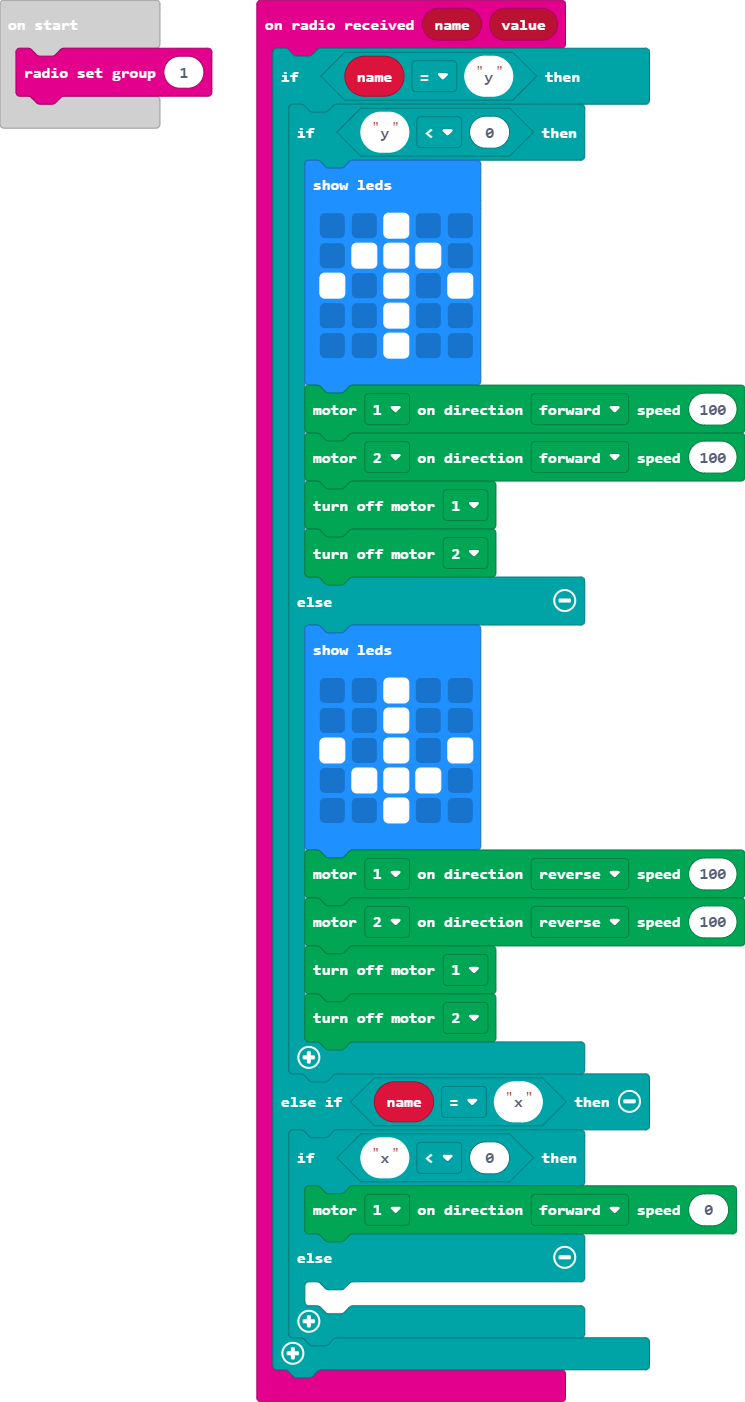 on start
radio set group 1
on radio received name value
if name = "y" then
if "y" < 0 then
show leds
motor 1 on direction forward speed 100
motor 2 on direction forward speed 100
turn off motor 1
turn off motor 2
else
show leds
motor 1 on direction reverse speed 100
motor 2 on direction reverse speed 100
turn off motor 1
turn off motor 2
else if name = "x" then
if "x" < 0 then
motor 1 on direction forward speed 0
else